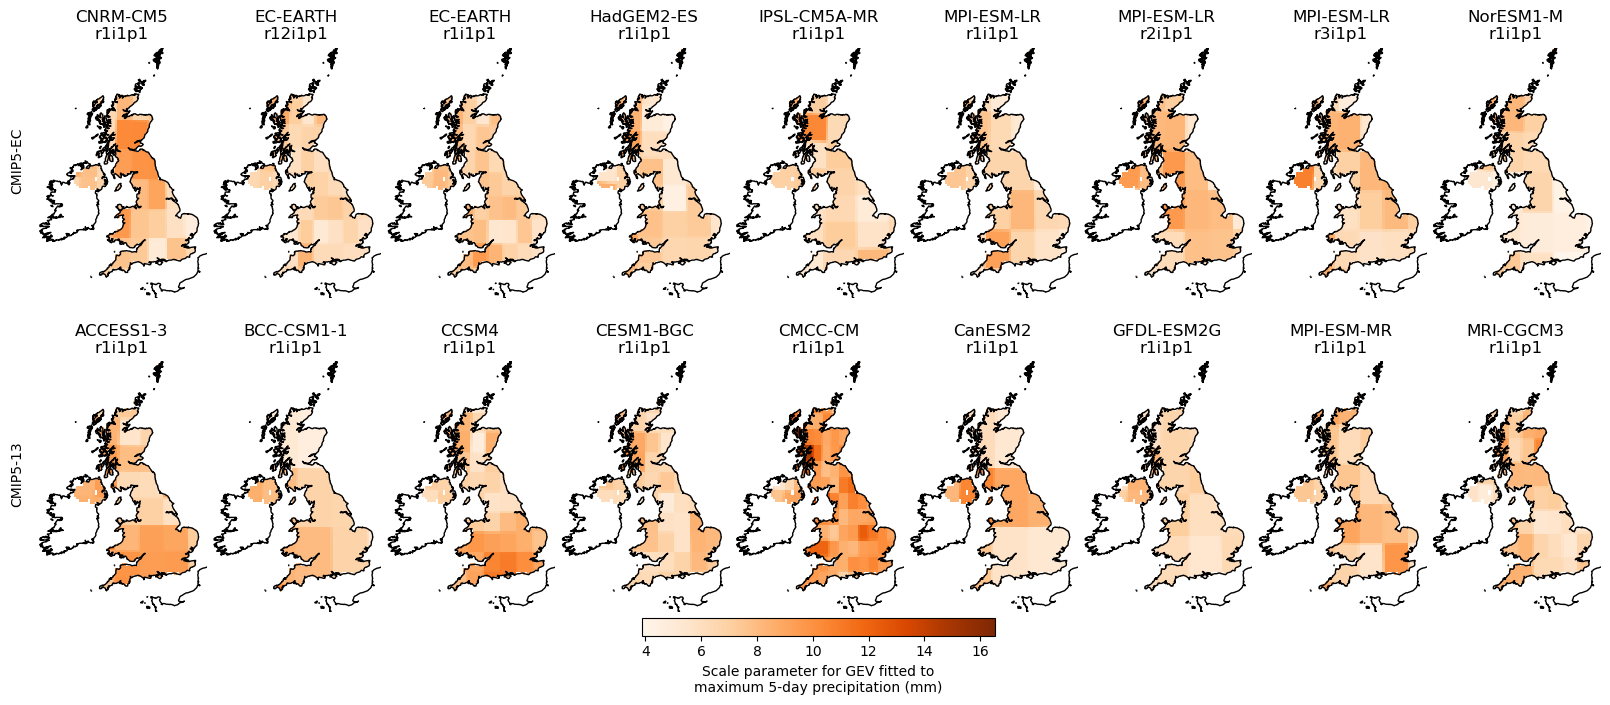 CNRM-CM5 EC-EARTH EC-EARTH HadGEM2-ES IPSL-CM5A-MR MPI-ESM-LR MPI-ESM-LR MPI-ESM-LR NorESM1-M
r1i1p1 r12i1p1 r1i1p1 r1i1p1 r1i1p1 r1i1p1 r2i1p1 r3i1p1 r1i1p1
CMIP5-EC
ACCESS1-3 BCC-CSM1-1 CCSM4 CESM1-BGC CMCC-CM CanESM2 GFDL-ESM2G MPI-ESM-MR MRI-CGCM3
r1i1p1 r1i1p1 r1i1p1 r1i1p1 r1i1p1 r1i1p1 r1i1p1 r1i1p1 r1i1p1
CMIP5-13
4 6 8 10 12 14 16
Scale parameter for GEV fitted to
maximum 5-day precipitation (mm)